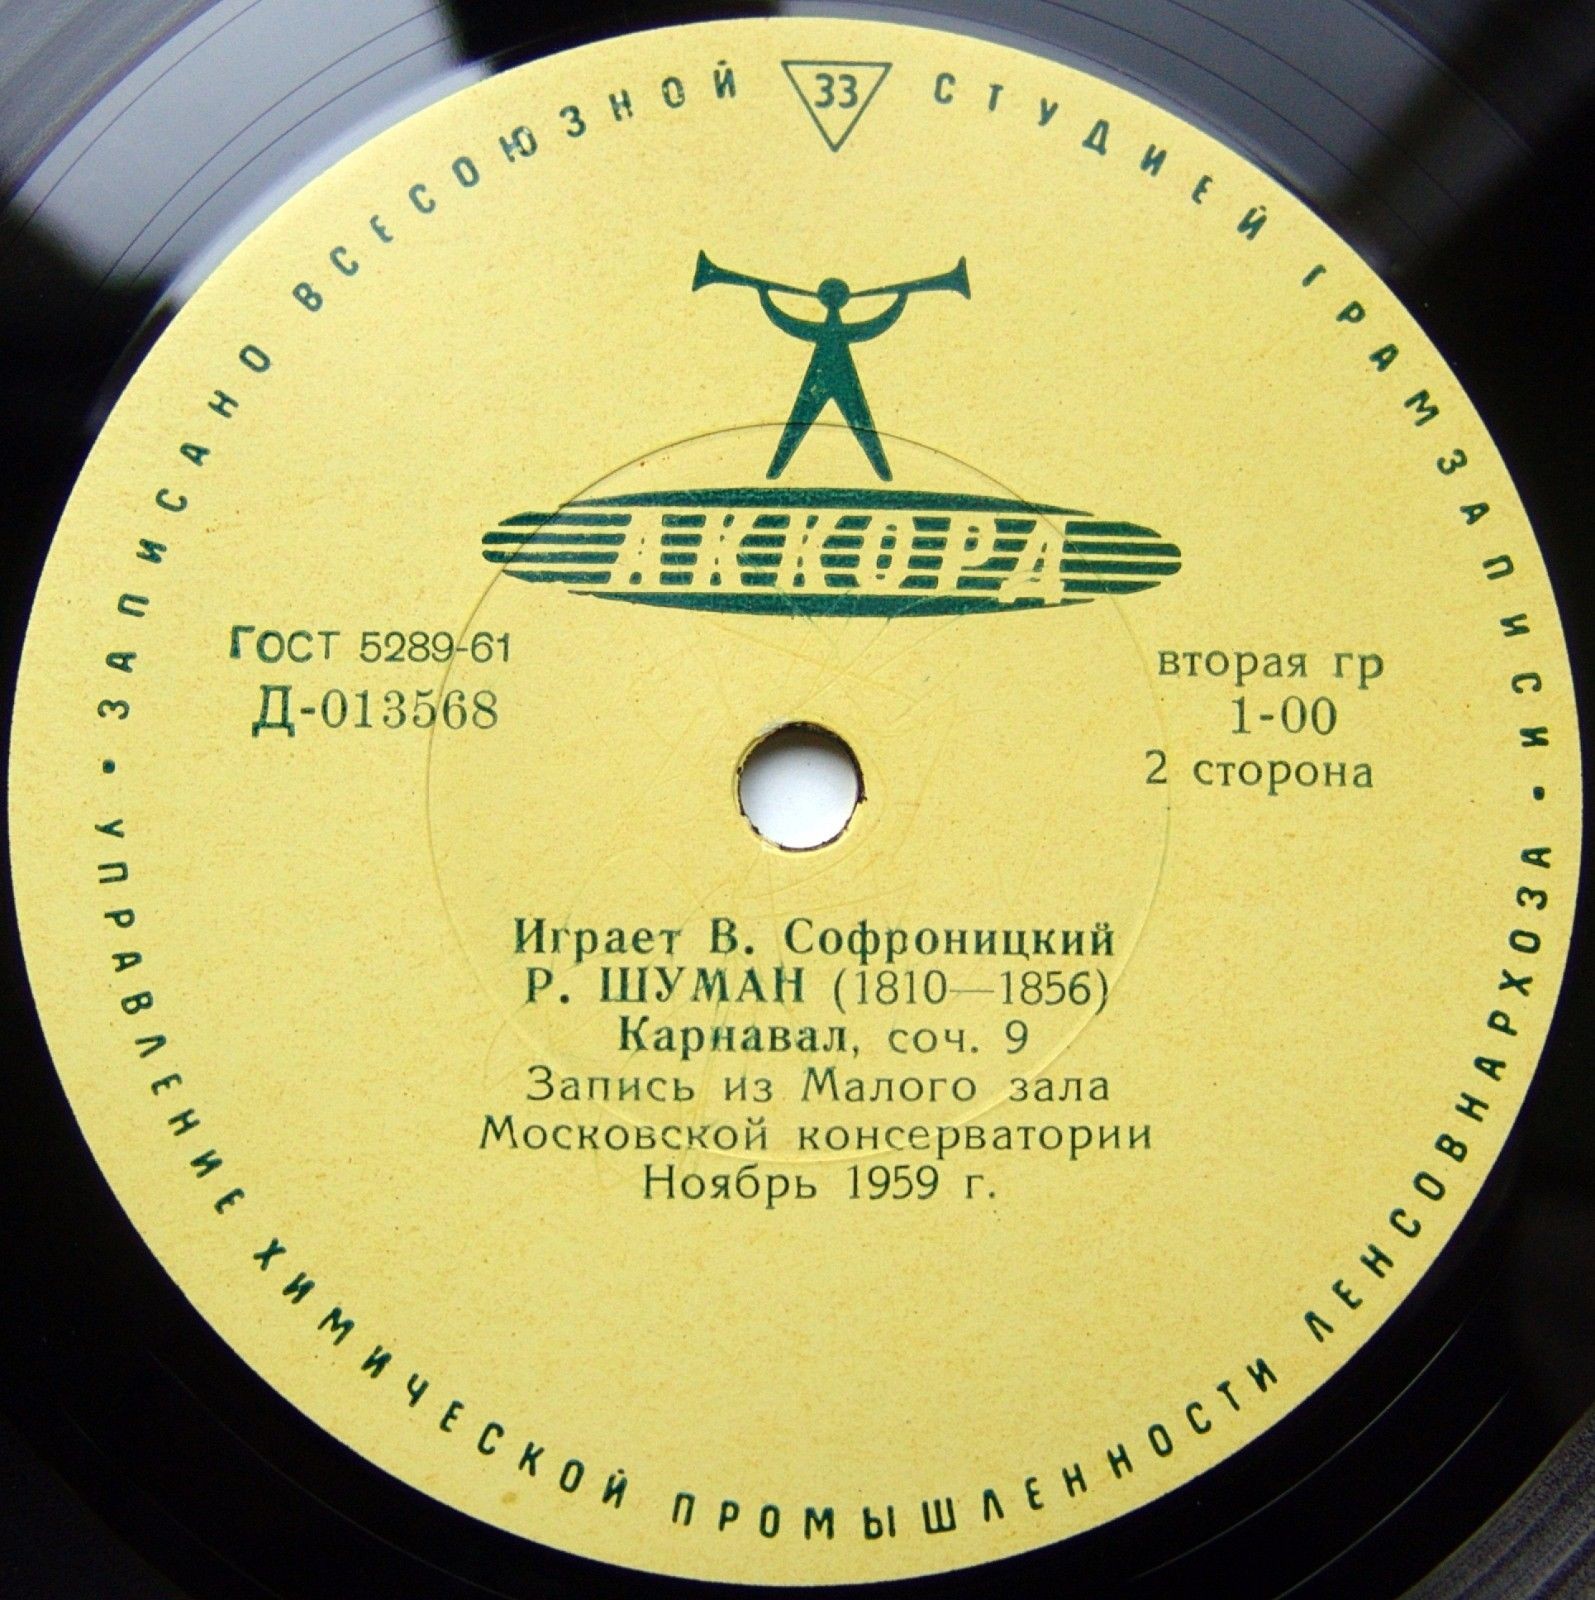 ЗАПИСАНО ВСЕСОЮЗНОЙ СТУДИЕЙ ГРАМЗАПИСИ •
33
АККОРД
ГОСТ 5289-61
Д-013568
вторая гр
1-00
2 сторона
Играет В. Софроницкий
Р. ШУМАН (1810—1856)
Карнавал, соч. 9
Запись из Малого зала
Московской консерватории
Ноябрь 1959 г.
УПРАВЛЕНИЕ ХИМИЧЕСКОЙ ПРОМЫШЛЕННОСТИ ЛЕНСОВНАРХОЗА •